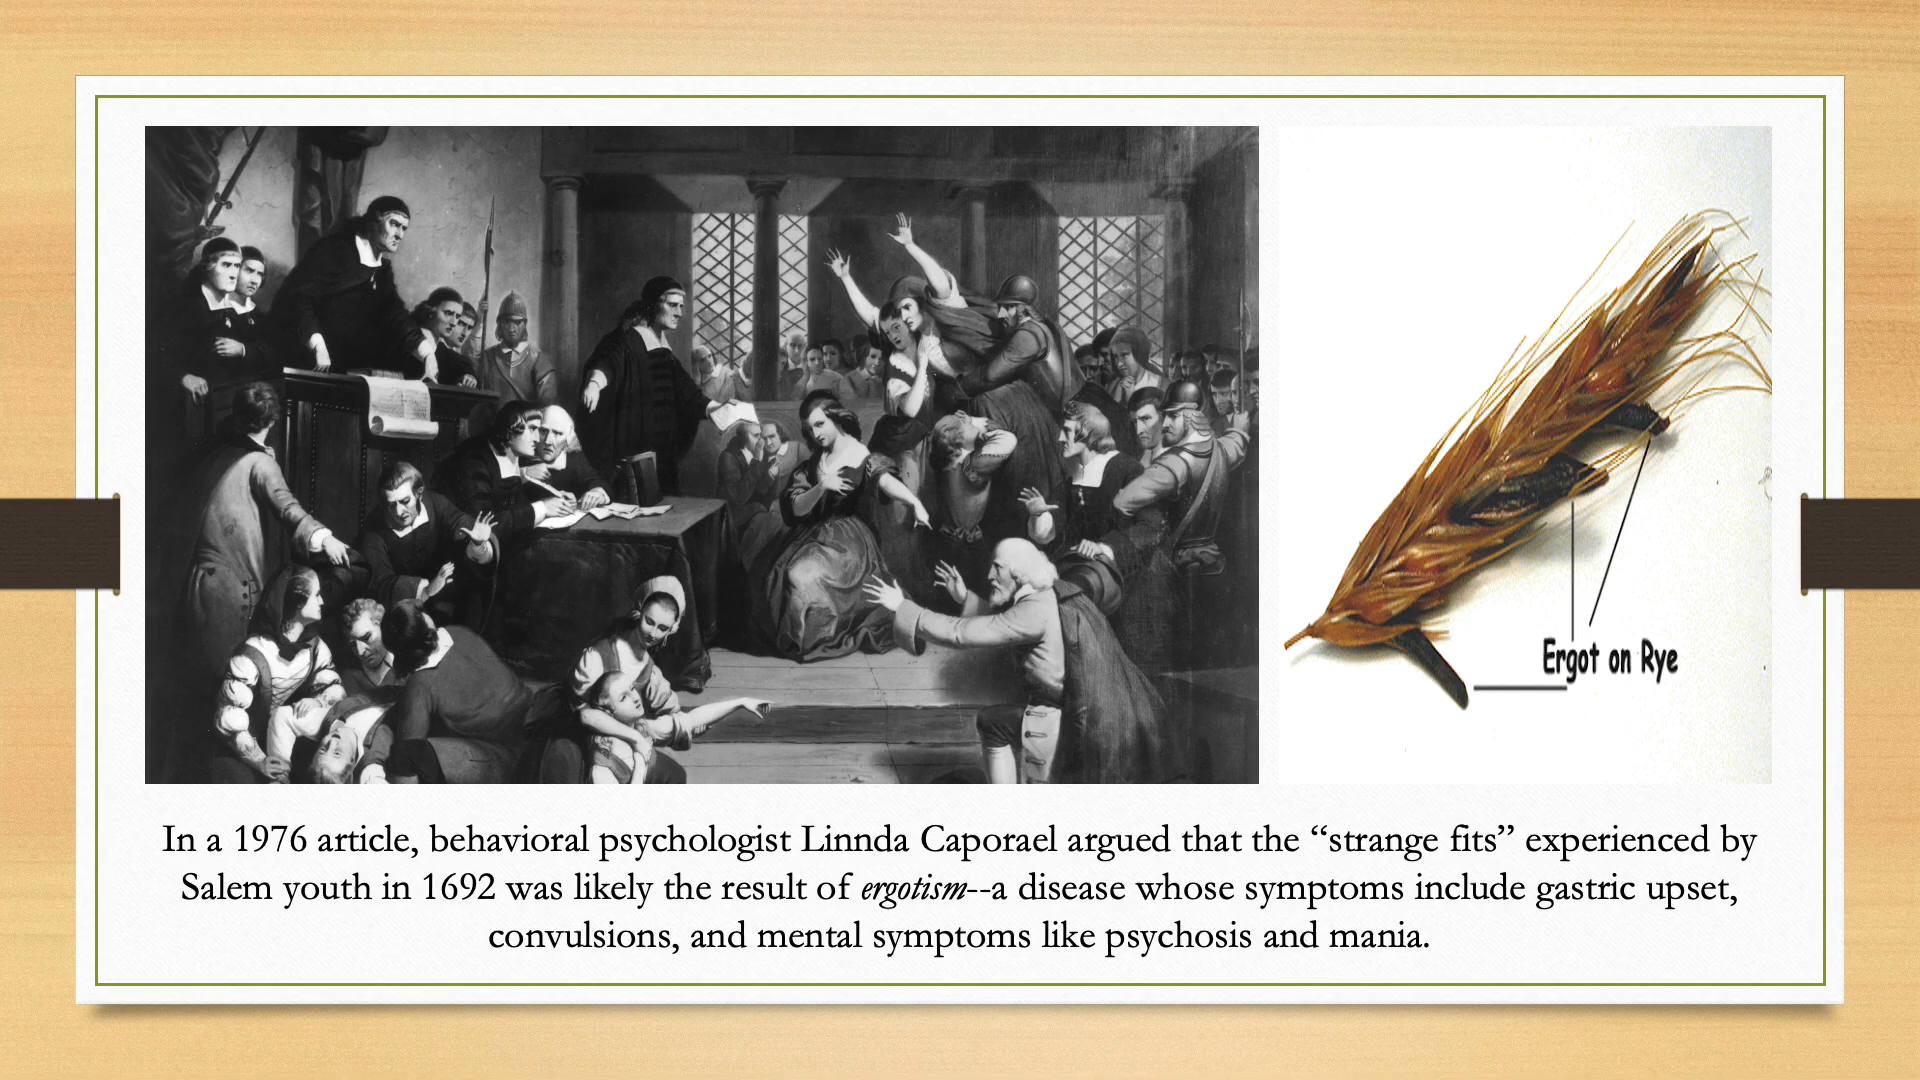 Ergot on Rye
In a 1976 article, behavioral psychologist Linnda Caporael argued that the “strange fits” experienced by
Salem youth in 1692 was likely the result of ergotism--a disease whose symptoms include gastric upset,
convulsions, and mental symptoms like psychosis and mania.